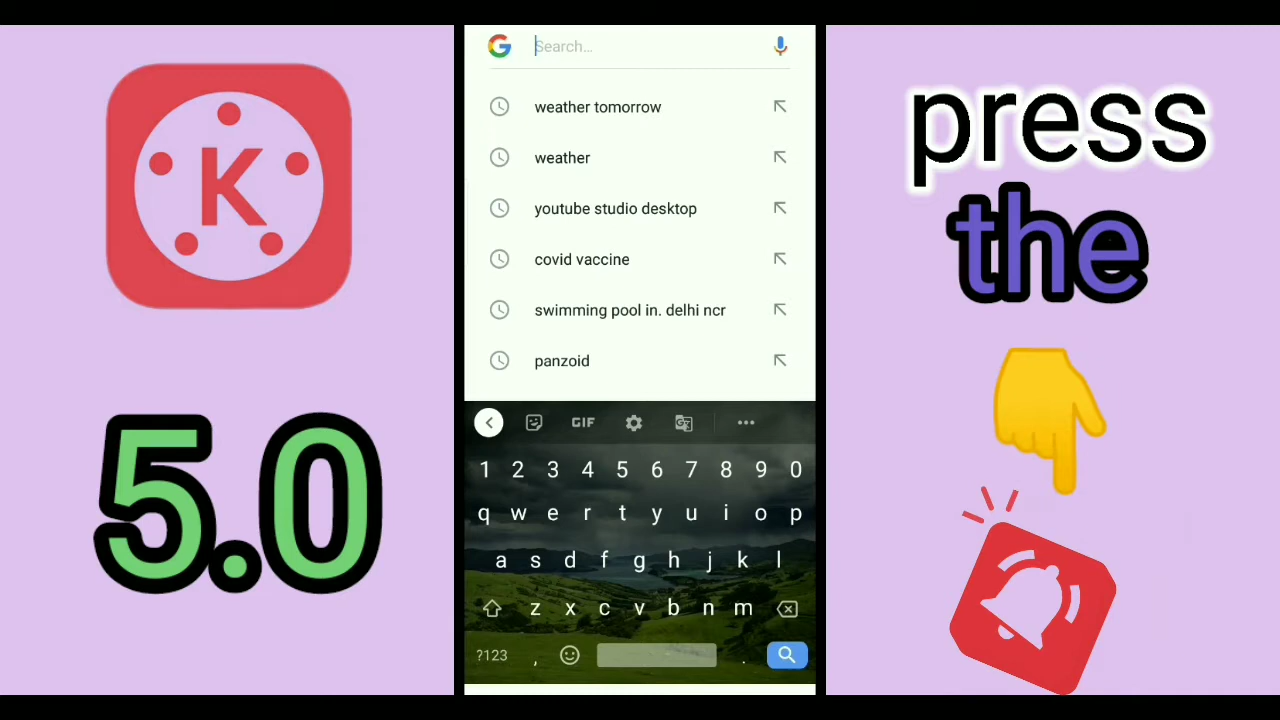 K
5.0
Search...
weather tomorrow
weather
youtube studio desktop
covid vaccine
swimming pool in. delhi ncr
panzoid
GIF
1 2 3 4 5 6 7 8 9 0
q w e r t y u i o p
a s d f g h j k l
z x c v b n m
?123 , .
press
the